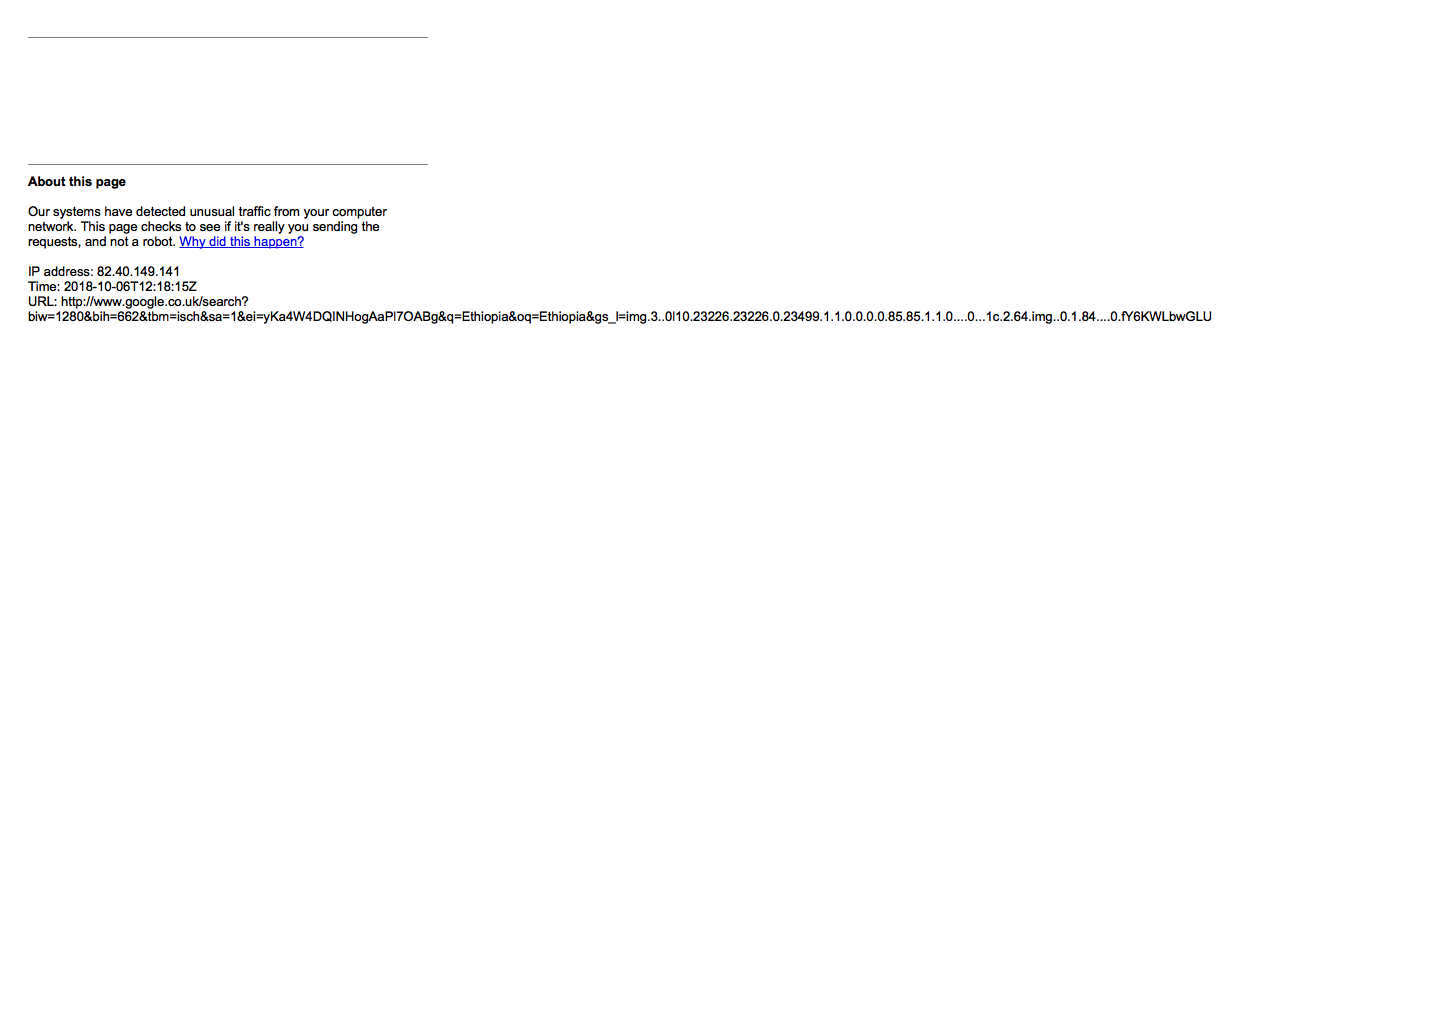 About this page
Our systems have detected unusual traffic from your computer
network. This page checks to see if it's really you sending the
requests, and not a robot. Why did this happen?
IP address: 82.40.149.141
Time: 2018-10-06T12:18:15Z
URL: http://www.google.co.uk/search?
biw=1280&bih=662&tbm=isch&sa=1&ei=yKa4W4DQINHogAaPl7OABg&q=Ethiopia&oq=Ethiopia&gs_l=img.3..0l10.23226.23226.0.23499.1.1.0.0.0.0.85.85.1.1.0....0...1c.2.64.img..0.1.84....0.fY6KWLbwGLU